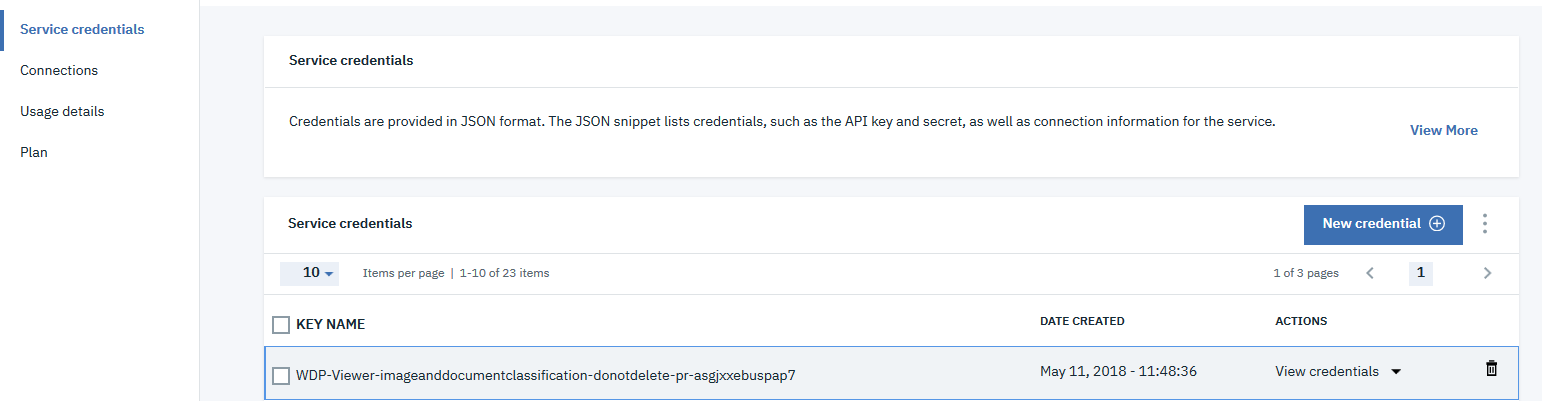 Service credentials
Connections
Usage details
Plan
Service credentials
Credentials are provided in JSON format. The JSON snippet lists credentials, such as the API key and secret, as well as connection information for the service.
View More
Service credentials
New credential
10 Items per page | 1-10 of 23 items 1 of 3 pages 1
KEY NAME DATE CREATED ACTIONS
WDP-Viewer-imageanddocumentclassification-donotdelete-pr-asgjxxebuspap7 May 11, 2018 - 11:48:36 View credentials